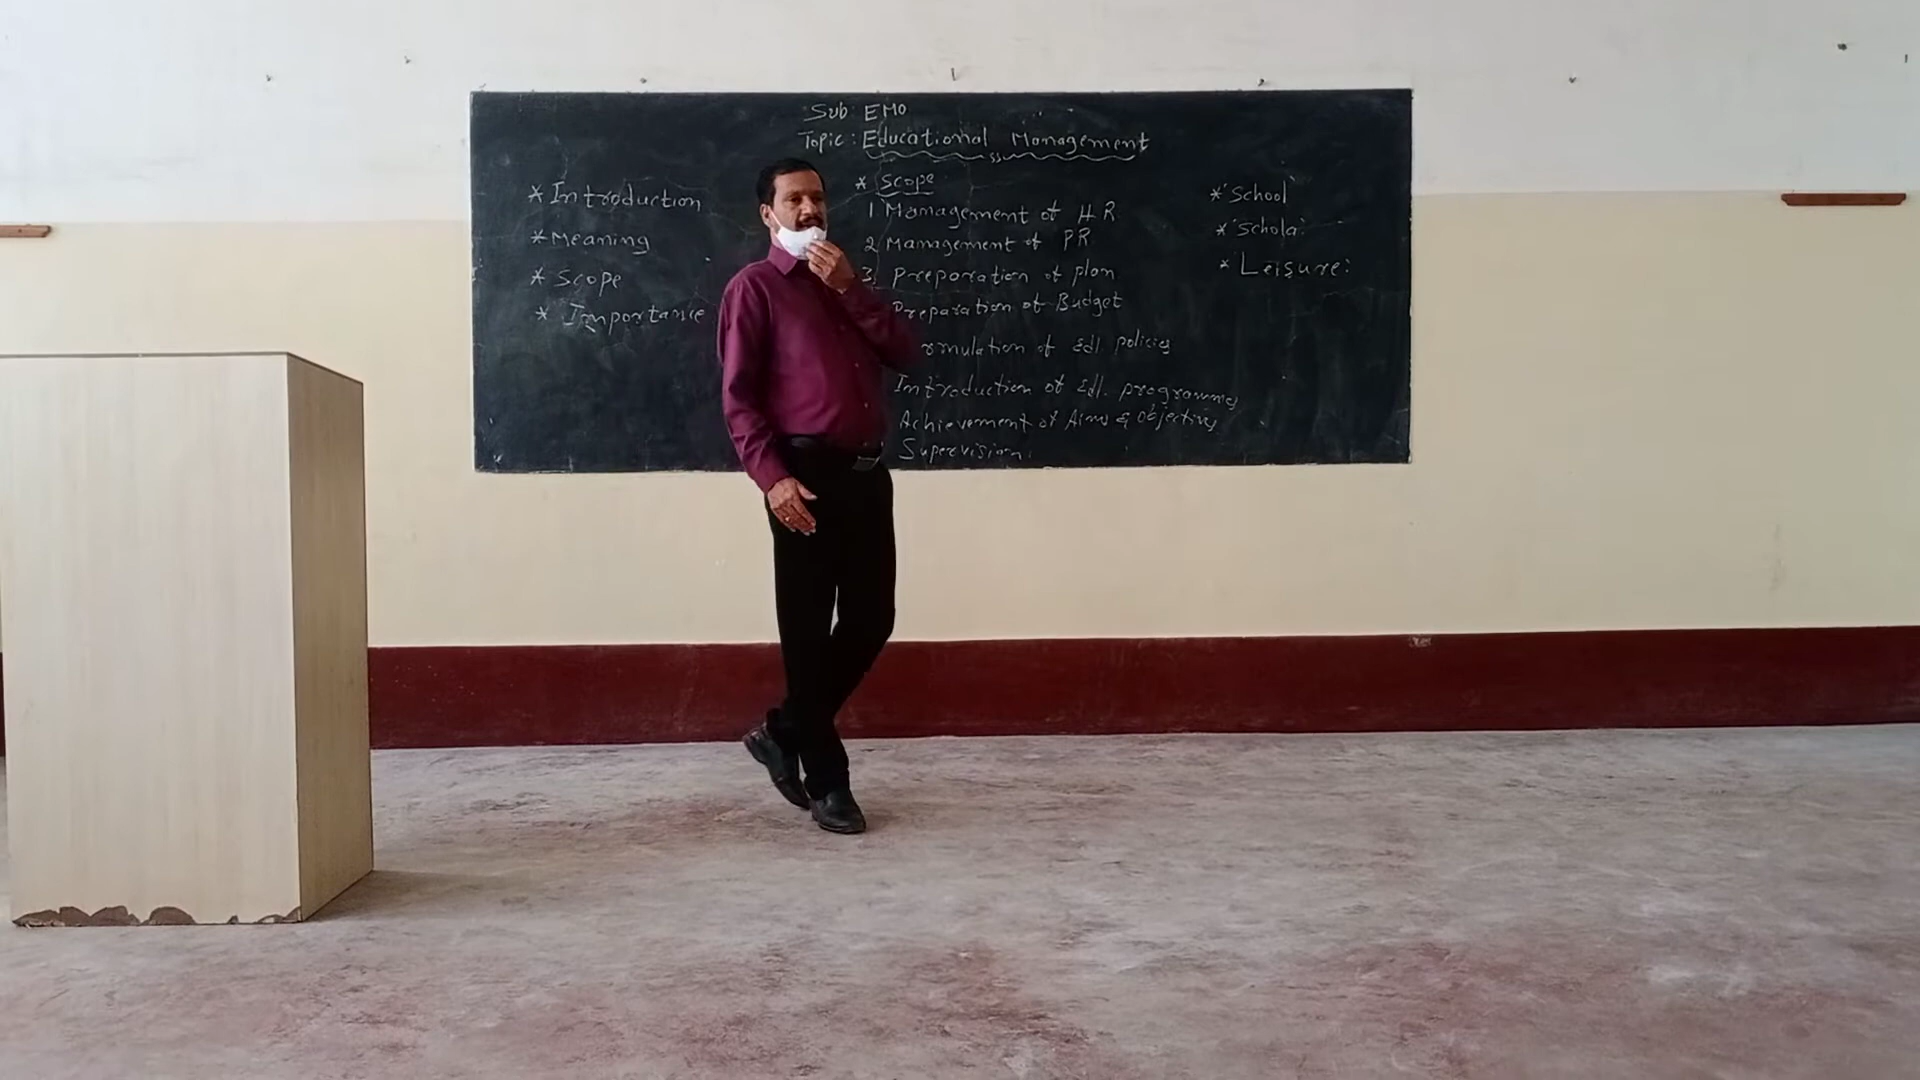 Sub: EMO
Topic: Educational Management
* Introduction
* Meaning
* Scope
* Importance
* Scope
1 Management of HR
2 Management of PR
3. Preparation of plan
Preparation of Budget
rmulation of Edl. policies
Introduction of Edl. programmes
Achievement of Aims & Objectives
Supervision.
* 'School'
* 'Schola'
* Leisure: